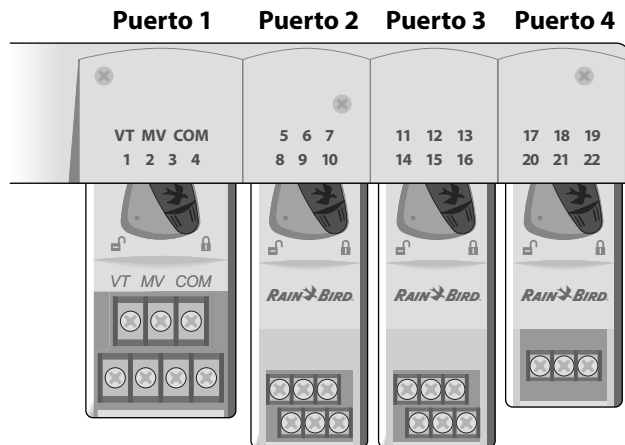 Puerto 1 Puerto 2 Puerto 3 Puerto 4
VT MV COM 5 6 7 11 12 13 17 18 19
1 2 3 4 8 9 10 14 15 16 20 21 22
VT MV COM
RAIN BIRD. RAIN BIRD. RAIN BIRD.